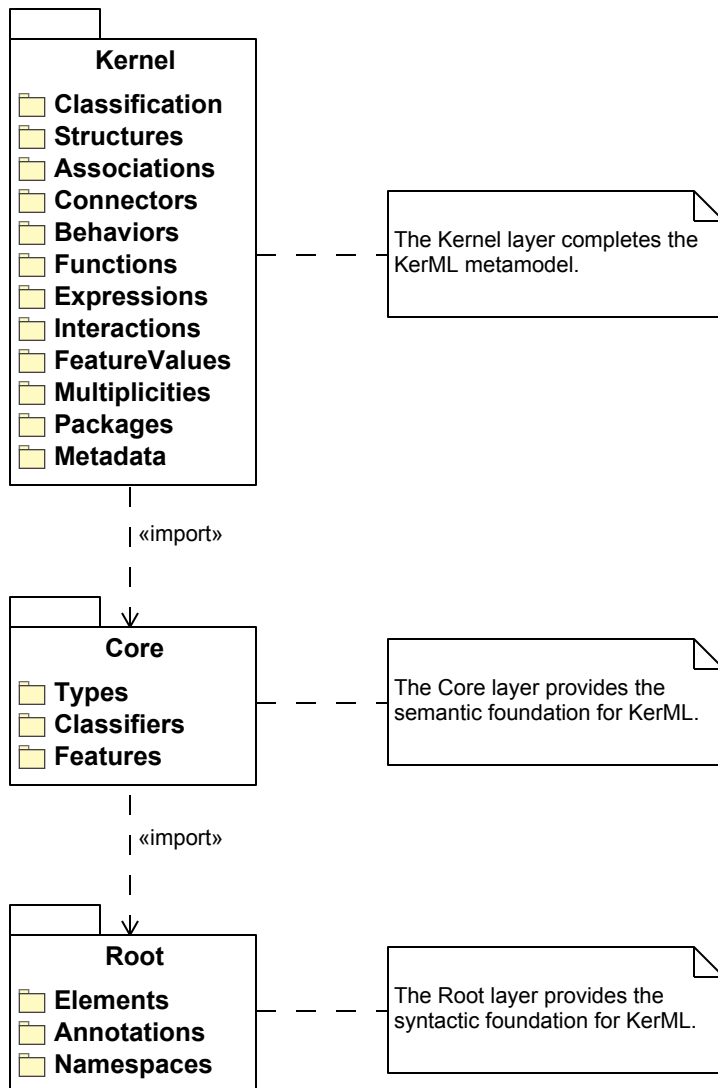 Kernel
Classification
Structures
Associations
Connectors
Behaviors
Functions
Expressions
Interactions
FeatureValues
Multiplicities
Packages
Metadata
The Kernel layer completes the
KerML metamodel.
«import»
Core
Types
Classifiers
Features
The Core layer provides the
semantic foundation for KerML.
«import»
Root
Elements
Annotations
Namespaces
The Root layer provides the
syntactic foundation for KerML.